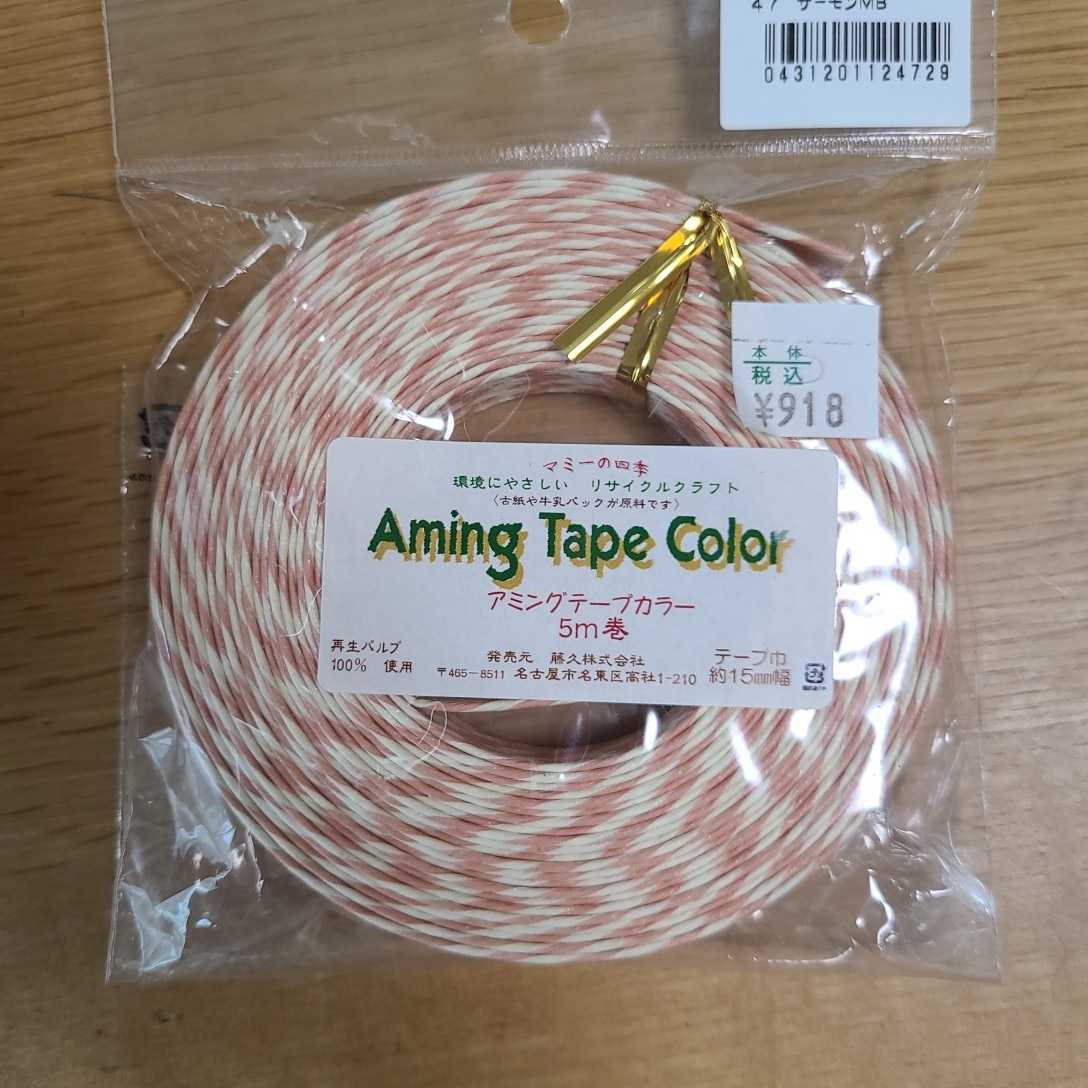 47 サーモンMB
0431201124729
本体
税込
¥918
マミーの四季
環境にやさしい リサイクルクラフト
〈古紙や牛乳パックが原料です〉
Aming Tape Color
アミングテープカラー
5m巻
再生パルプ
100% 使用
発売元 藤久株式会社
〒465-8511 名古屋市名東区高社1-210
テープ巾
約15mm幅